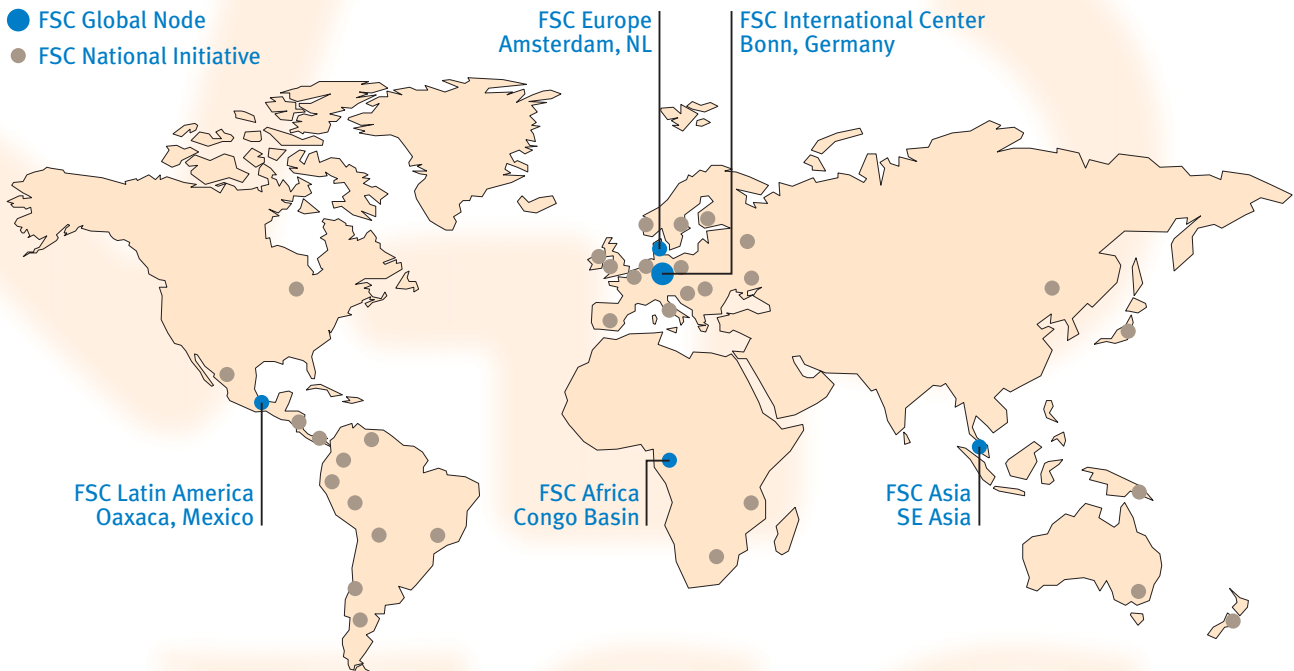 FSC Global Node
FSC National Initiative
FSC Europe
Amsterdam, NL
FSC International Center
Bonn, Germany
FSC Latin America
Oaxaca, Mexico
FSC Africa
Congo Basin
FSC Asia
SE Asia